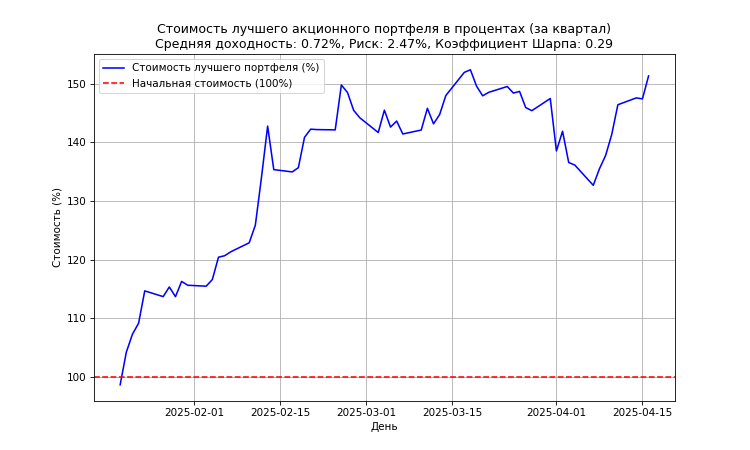 Стоимость лучшего акционного портфеля в процентах (за квартал)
Средняя доходность: 0.72%, Риск: 2.47%, Коэффициент Шарпа: 0.29
Стоимость лучшего портфеля (%)
Начальная стоимость (100%)
Стоимость (%)
150
140
130
120
110
100
2025-02-01
2025-02-15
2025-03-01
2025-03-15
2025-04-01
2025-04-15
День